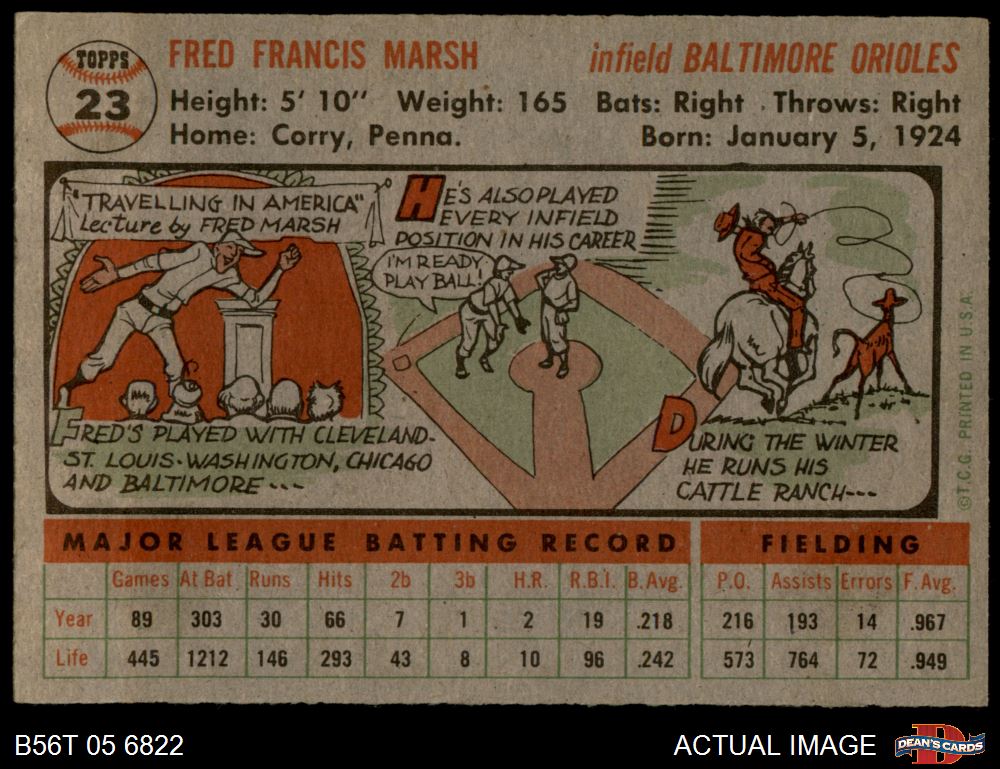 TOPPS
23
FRED FRANCIS MARSH
infield BALTIMORE ORIOLES
Height: 5' 10" Weight: 165 Bats: Right Throws: Right
Home: Corry, Penna.
Born: January 5, 1924
"TRAVELLING IN AMERICA"
Lecture by FRED MARSH
FRED'S PLAYED WITH CLEVELAND-
ST. LOUIS-WASHINGTON, CHICAGO
AND BALTIMORE ---
HE'S ALSO PLAYED
EVERY INFIELD
POSITION IN HIS CAREER
I'M READY.
PLAY BALL!
DURING THE WINTER
HE RUNS HIS
CATTLE RANCH---
©T.C.G. PRINTED IN U.S.A.
MAJOR LEAGUE BATTING RECORD
FIELDING
Games At Bat Runs Hits 2b 3b H.R. R.B.I. B.Avg. P.O. Assists Errors F. Avg.
Year 89 303 30 66 7 1 2 19 .218 216 193 14 .967
Life 445 1212 146 293 43 8 10 96 .242 573 764 72 .949
B56T 05 6822
ACTUAL IMAGE
D
DEAN'S CARDS